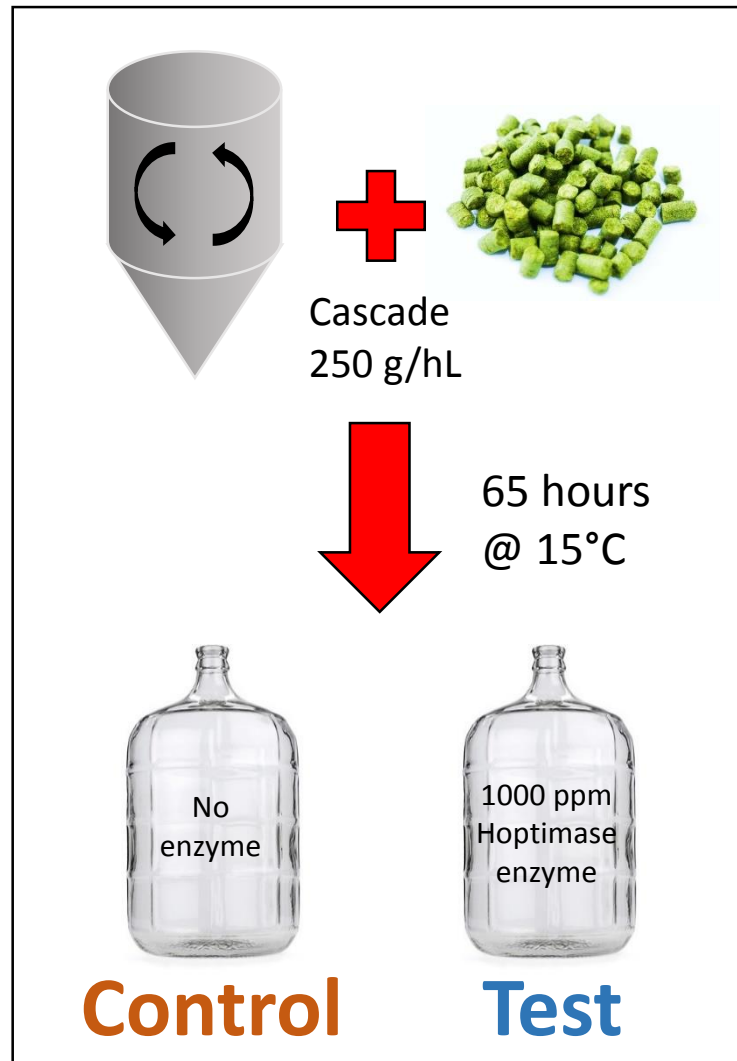 Cascade
250 g/hL
65 hours
@ 15°C
No
enzyme
1000 ppm
Hoptimase
enzyme
Control
Test